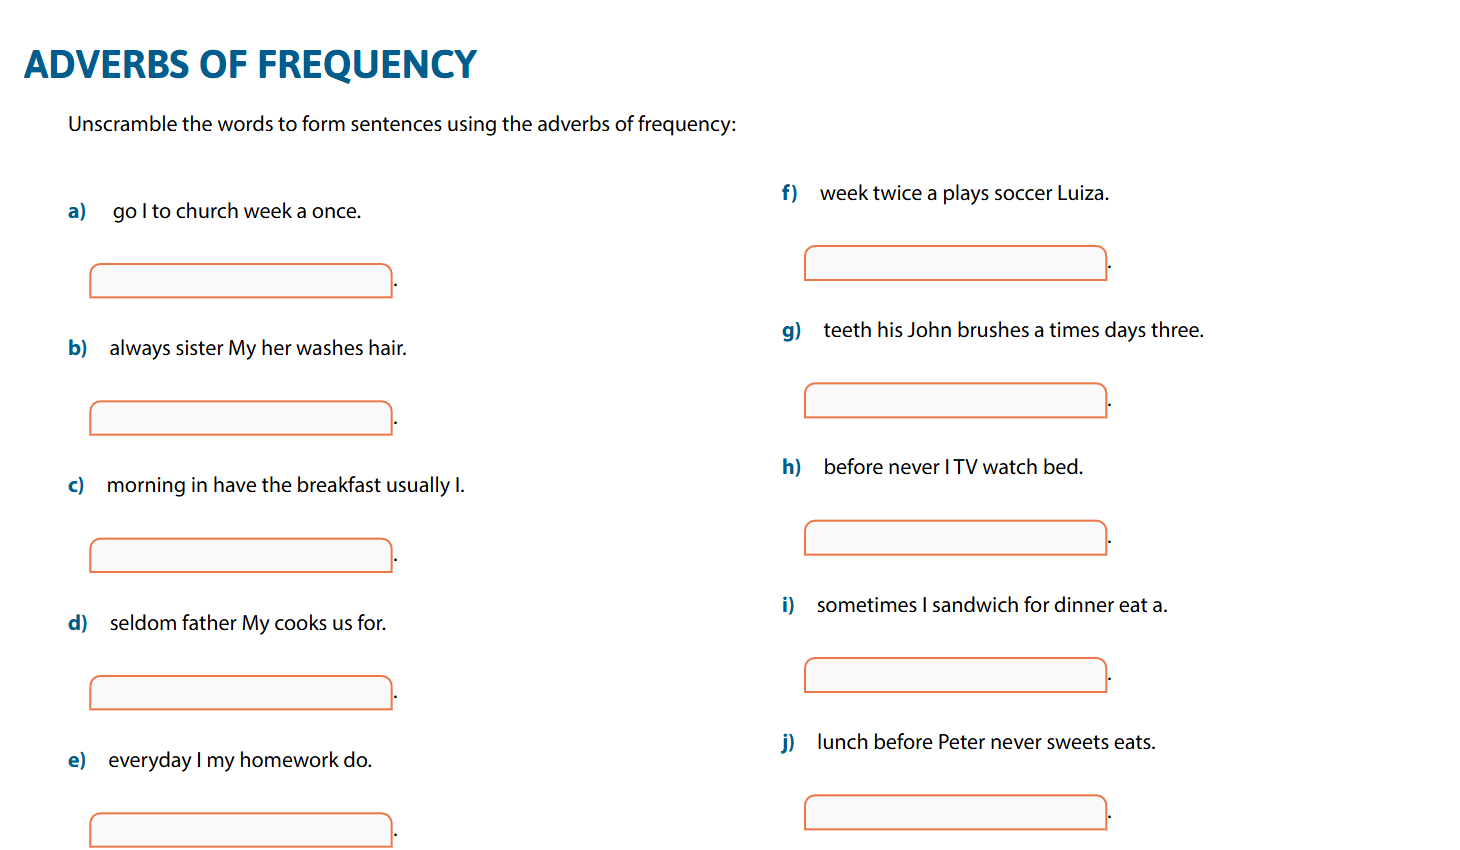 ADVERBS OF FREQUENCY
Unscramble the words to form sentences using the adverbs of frequency:
a) go I to church week a once.
.
b) always sister My her washes hair.
.
c) morning in have the breakfast usually I.
.
d) seldom father My cooks us for.
.
e) everyday I my homework do.
.
f) week twice a plays soccer Luiza.
.
g) teeth his John brushes a times days three.
.
h) before never I TV watch bed.
.
i) sometimes I sandwich for dinner eat a.
.
j) lunch before Peter never sweets eats.
.